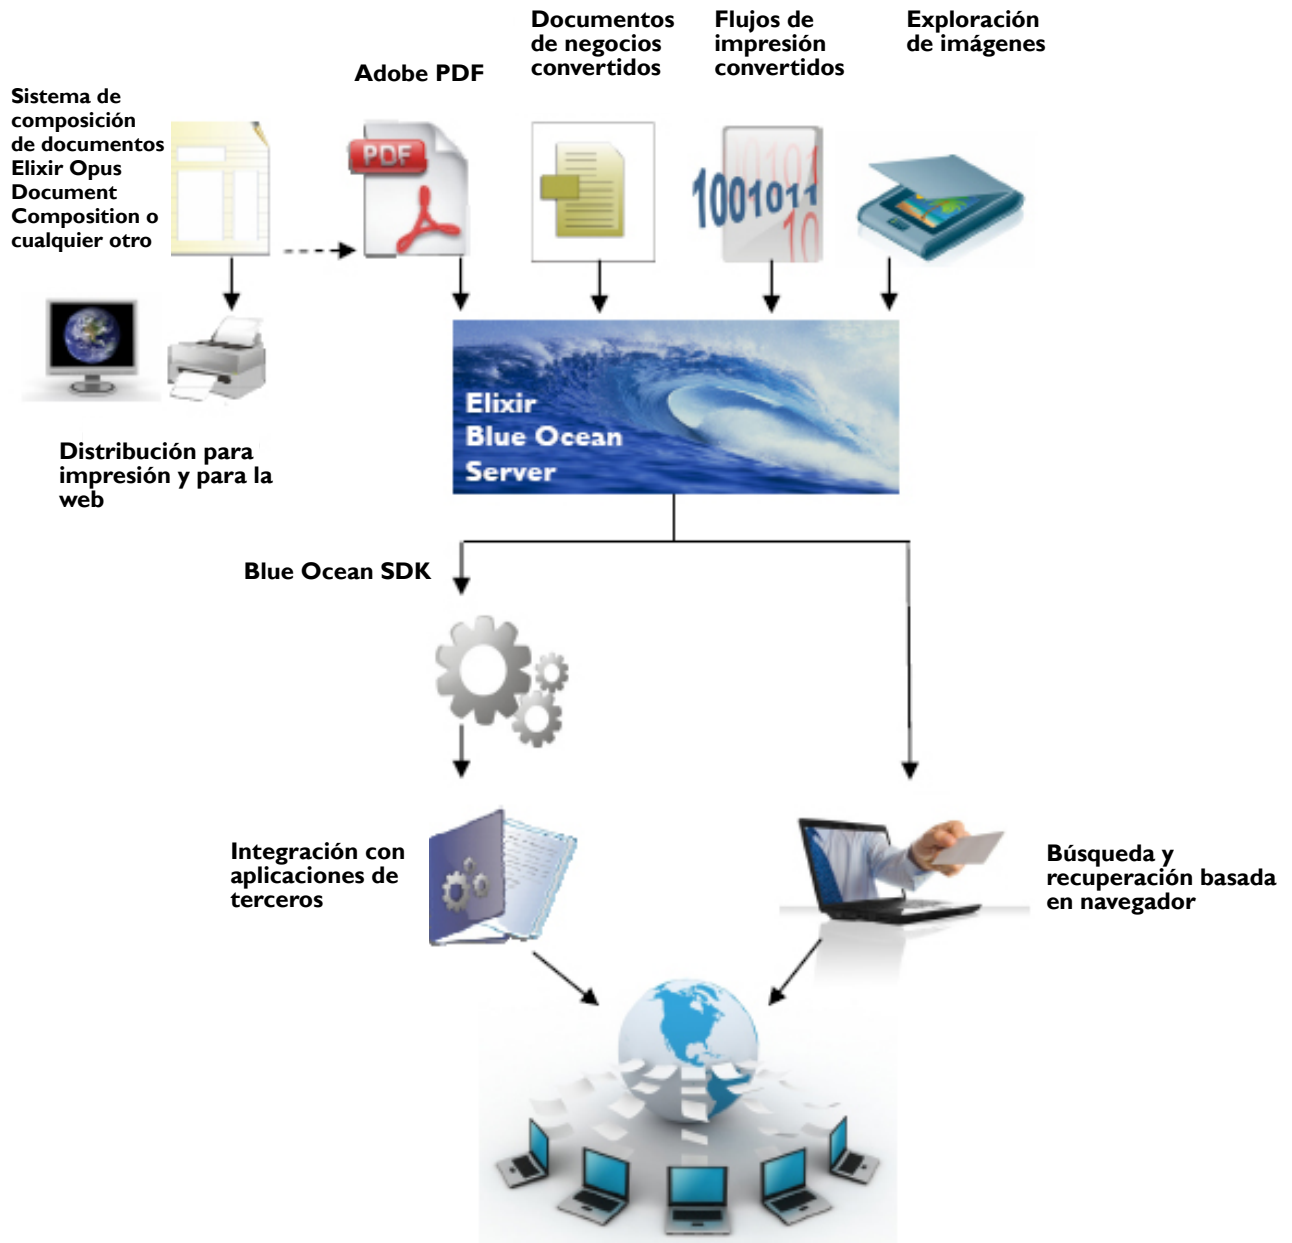 Documentos
de negocios
convertidos
Flujos de
impresión
convertidos
Exploración
de imágenes
Adobe PDF
Sistema de
composición
de documentos
Elixir Opus
Document
Composition o
cualquier otro
PDF
10101
1001011
10
Distribución para
impresión y para la
web
Elixir
Blue Ocean
Server
Blue Ocean SDK
Integración con
aplicaciones de
terceros
Búsqueda y
recuperación basada
en navegador